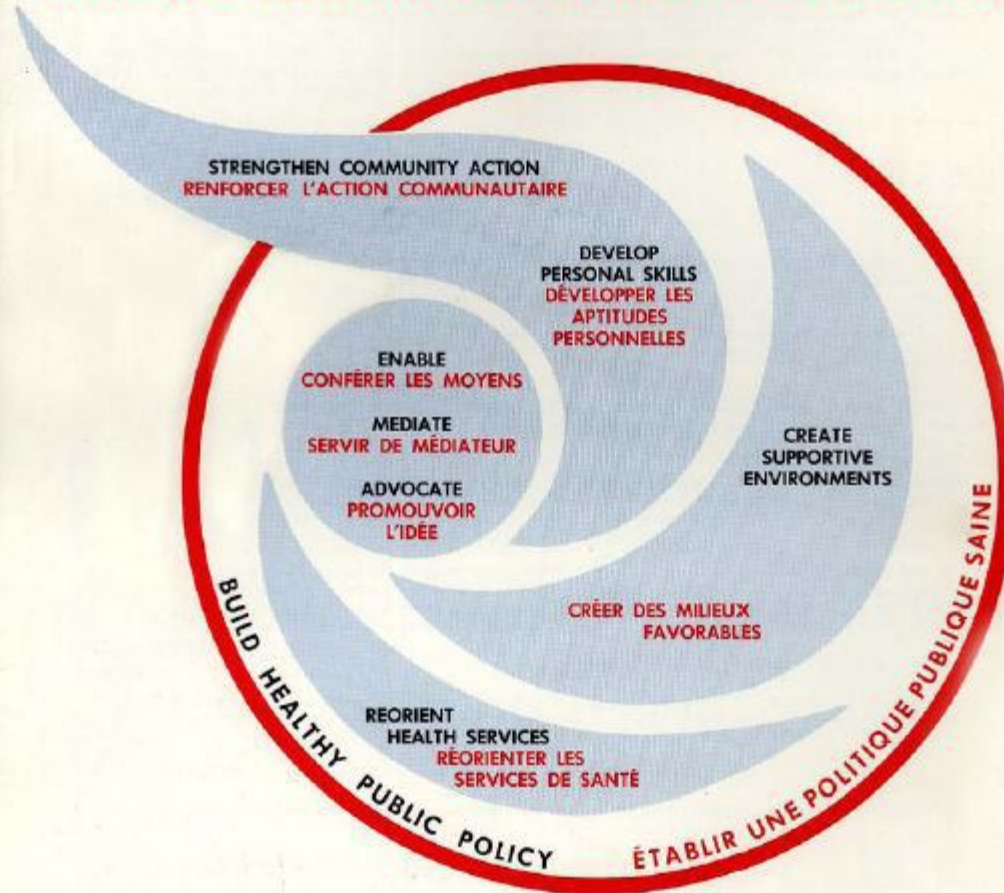 STRENGTHEN COMMUNITY ACTION
RENFORCER L'ACTION COMMUNAUTAIRE
DEVELOP
PERSONAL SKILLS
DÉVELOPPER LES
APTITUDES
PERSONNELLES
ENABLE
CONFÉRER LES MOYENS
MEDIATE
SERVIR DE MÉDIATEUR
ADVOCATE
PROMOUVOIR
L'IDÉE
CREATE
SUPPORTIVE
ENVIRONMENTS
CRÉER DES MILIEUX
FAVORABLES
REORIENT
HEALTH SERVICES
RÉORIENTER LES
SERVICES DE SANTÉ
BUILD HEALTHY PUBLIC POLICY
ÉTABLIR UNE POLITIQUE PUBLIQUE SAINE